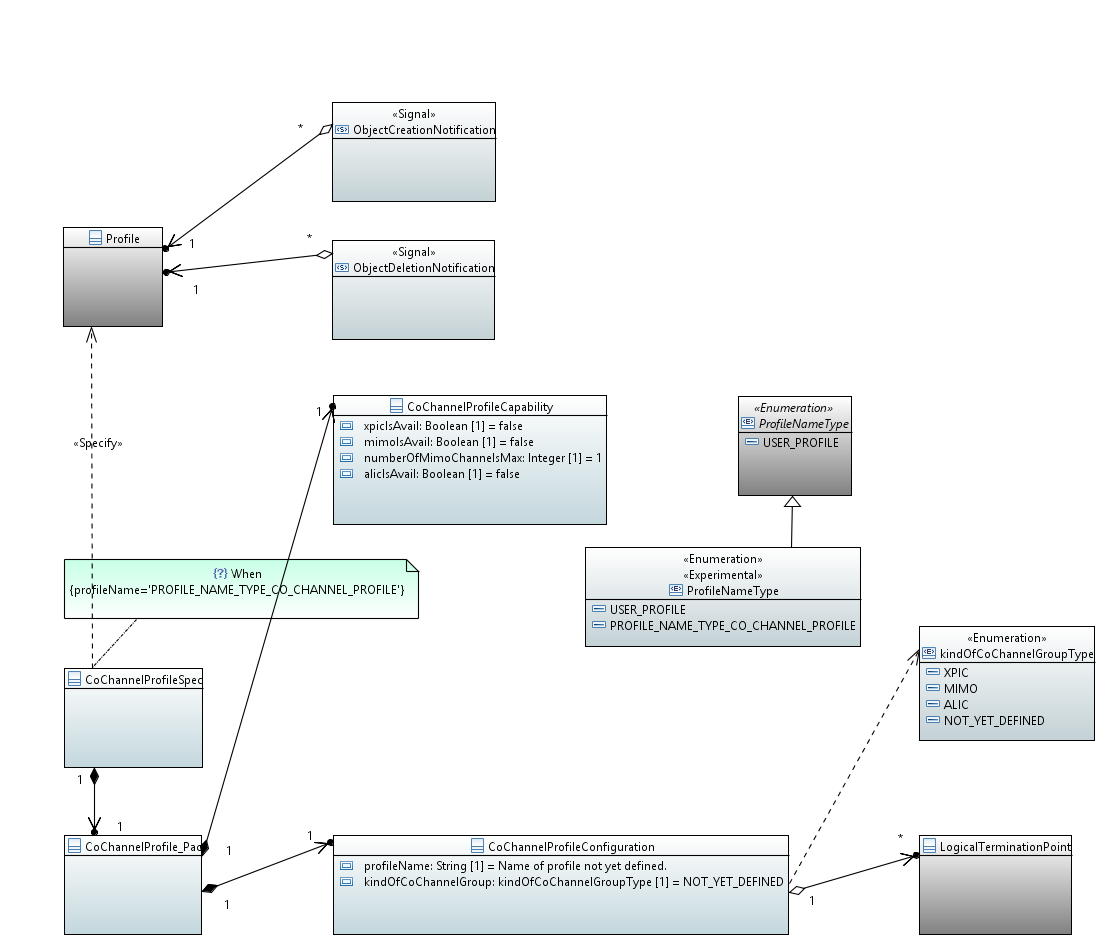 «Signal»
ObjectCreationNotification
*
1
Profile
«Signal»
ObjectDeletionNotification
*
1
«Specify»
1
CoChannelProfileCapability
xpicIsAvail: Boolean [1] = false
mimoIsAvail: Boolean [1] = false
numberOfMimoChannelsMax: Integer [1] = 1
alicIsAvail: Boolean [1] = false
«Enumeration»
ProfileNameType
USER_PROFILE
{?} When
{profileName='PROFILE_NAME_TYPE_CO_CHANNEL_PROFILE'}
«Enumeration»
«Experimental»
ProfileNameType
USER_PROFILE
PROFILE_NAME_TYPE_CO_CHANNEL_PROFILE
«Enumeration»
kindOfCoChannelGroupType
XPIC
MIMO
ALIC
NOT_YET_DEFINED
CoChannelProfileSpec
1
1
CoChannelProfile_Pac
1
1
1
CoChannelProfileConfiguration
profileName: String [1] = Name of profile not yet defined.
kindOfCoChannelGroup: kindOfCoChannelGroupType [1] = NOT_YET_DEFINED
*
1
LogicalTerminationPoint